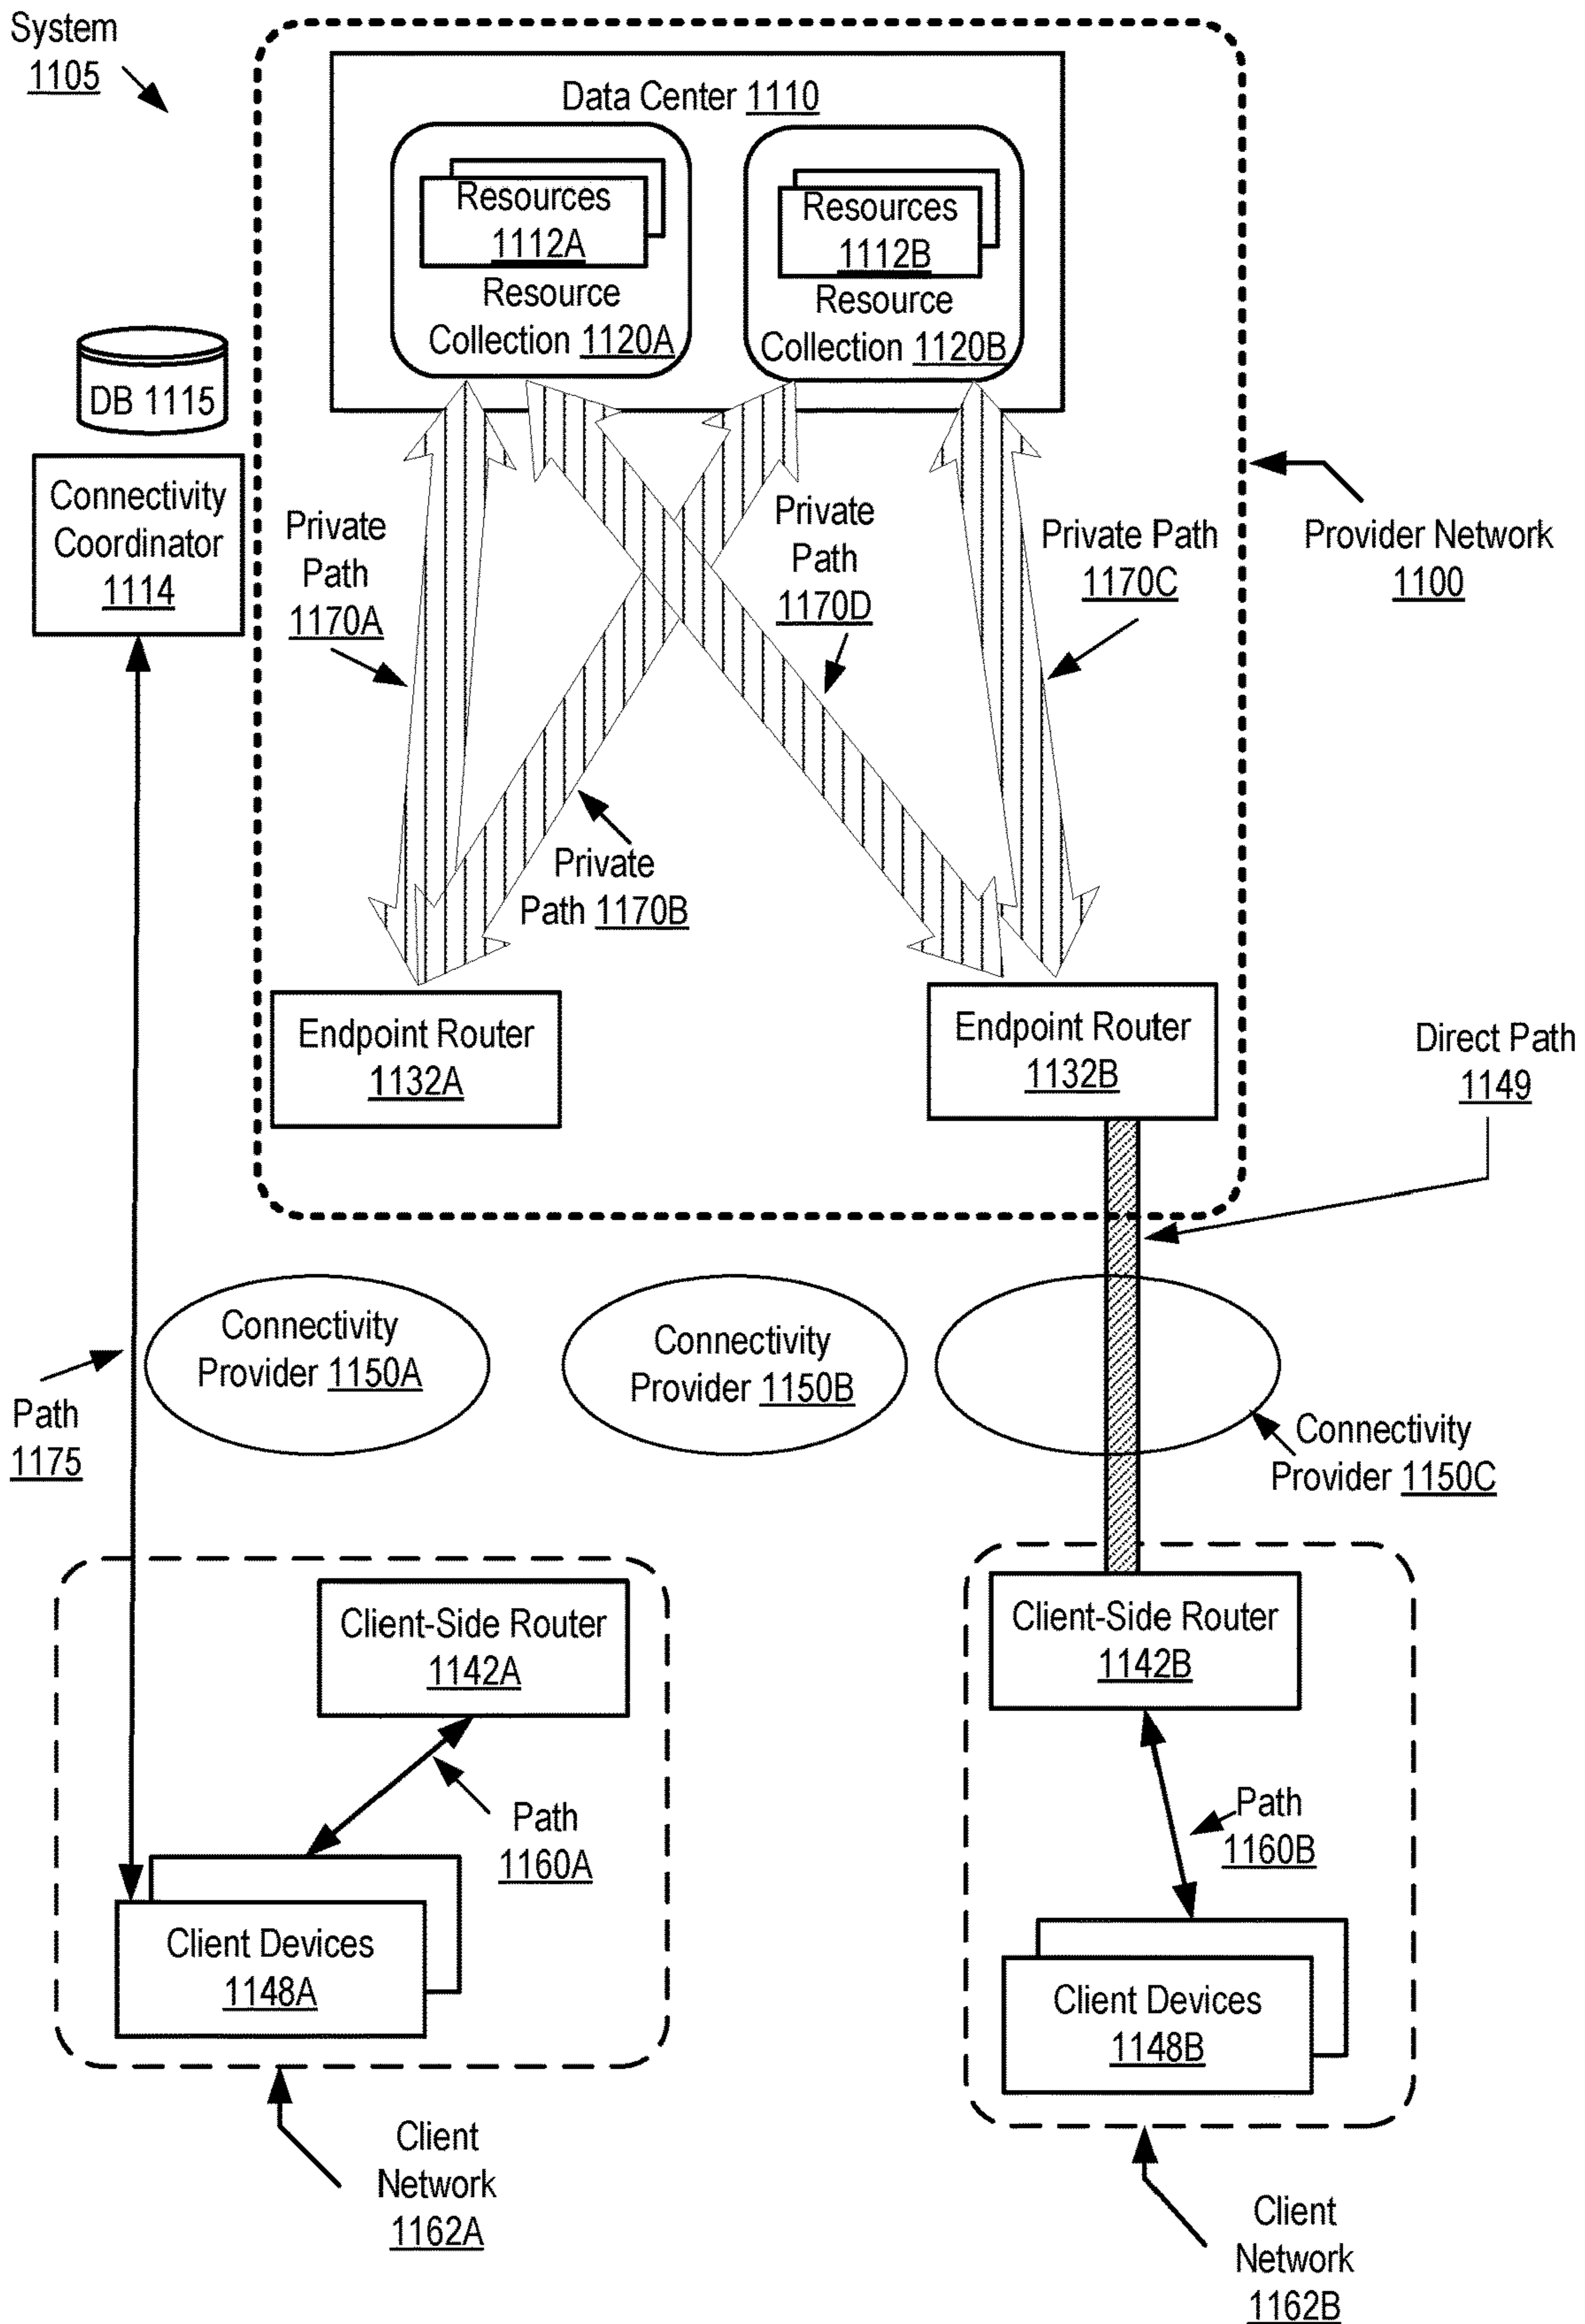 System
1105
Data Center 1110
Resources
1112A
Resource
Collection 1120A
Resources
1112B
Resource
Collection 1120B
DB 1115
Connectivity
Coordinator
1114
Private
Path
1170A
Private
Path
1170D
Private Path
1170C
Provider Network
1100
Private
Path 1170B
Endpoint Router
1132A
Endpoint Router
1132B
Direct Path
1149
Connectivity
Provider 1150A
Connectivity
Provider 1150B
Connectivity
Provider 1150C
Path
1175
Client-Side Router
1142A
Client-Side Router
1142B
Path
1160A
Path
1160B
Client Devices
1148A
Client Devices
1148B
Client
Network
1162A
Client
Network
1162B